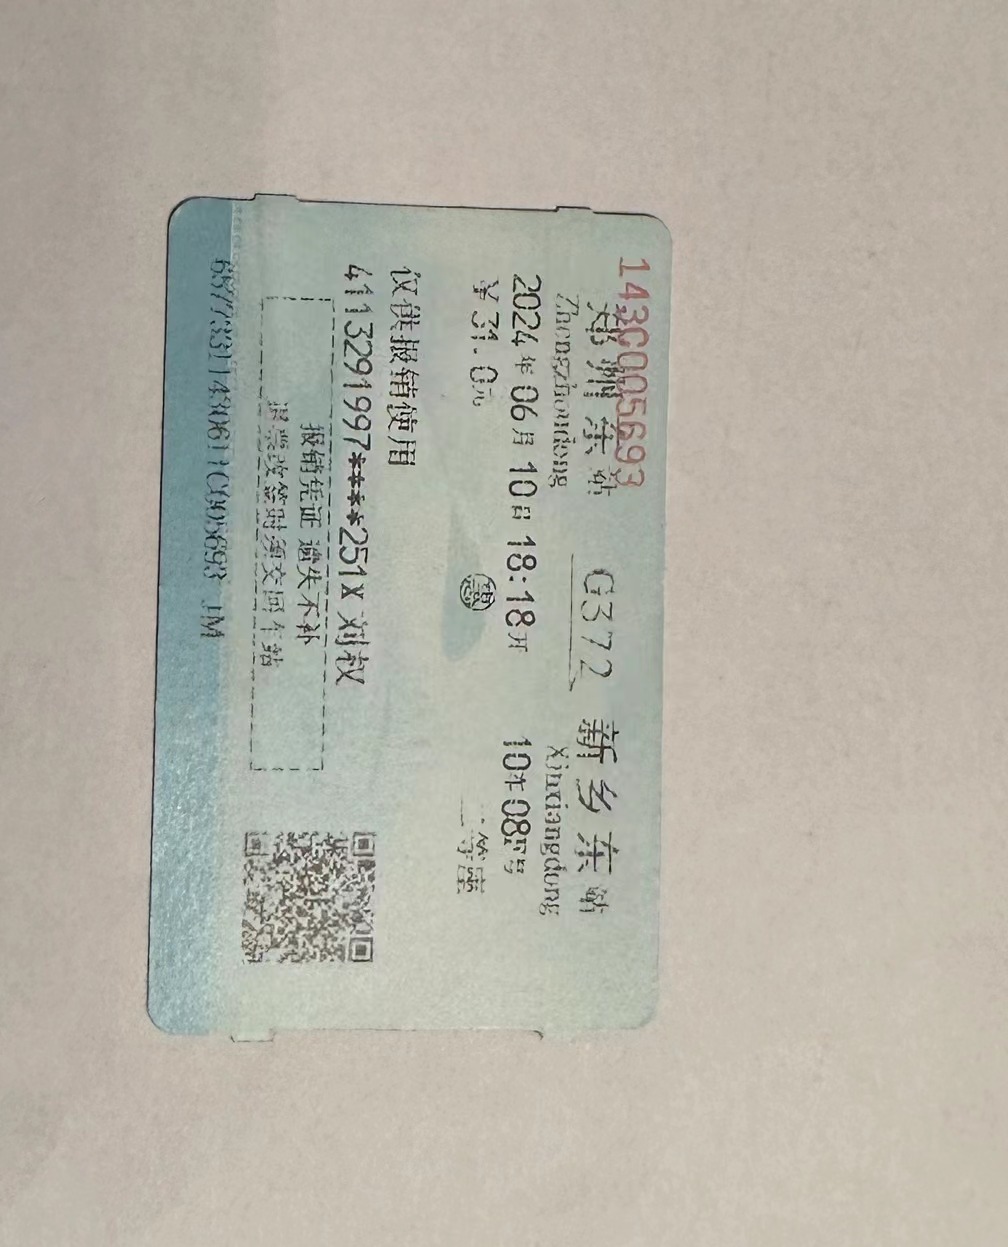 143C005693
郑州东站 G372 新乡东站
Zhengzhoudong Xinxiangdong
2024年06月10日18:18开 10车08F号
¥31.0元 惠 二等座
仅供报销使用
4113291997****251X 刘权
报销凭证 遗失不补
退票改签时须交回车站
JM